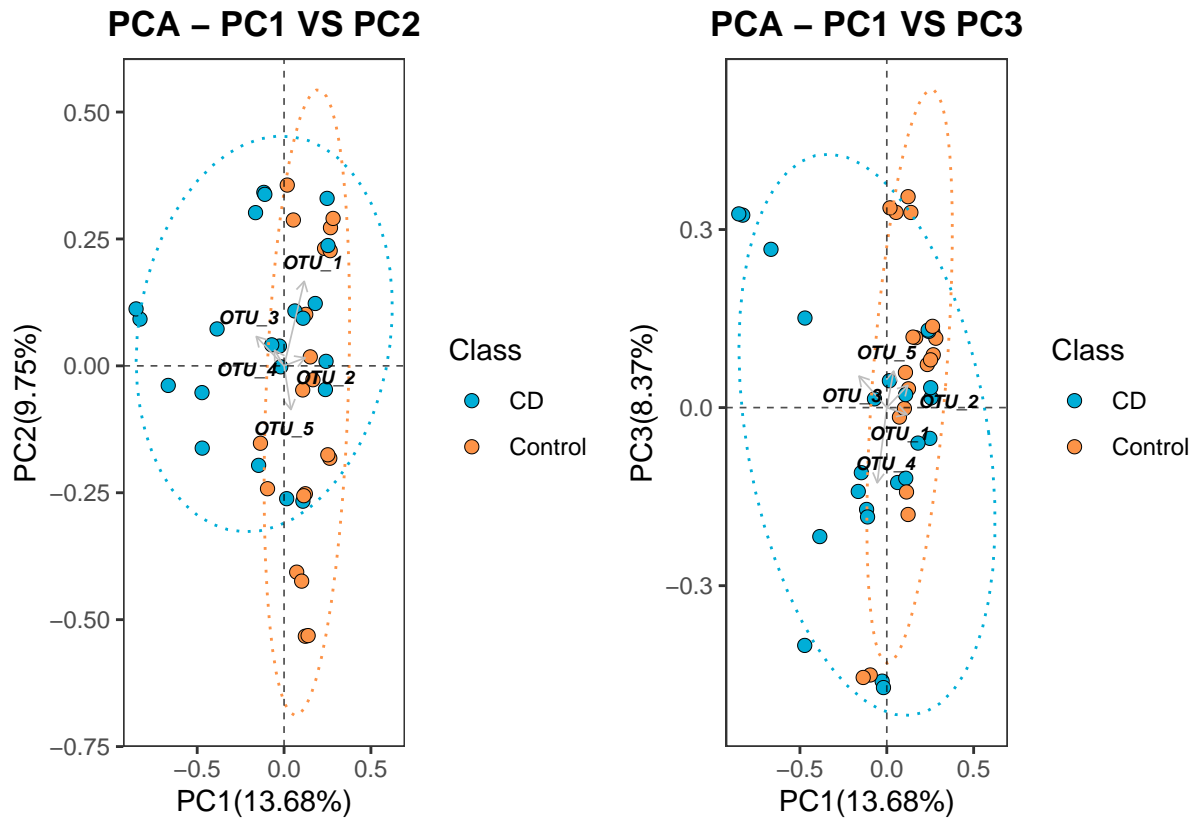 PCA – PC1 VS PC2
PC2(9.75%)
0.50
0.25
0.00
−0.25
−0.50
−0.75
OTU_1
OTU_3
OTU_4
OTU_2
OTU_5
−0.5 0.0 0.5
PC1(13.68%)
Class
CD
Control
PCA – PC1 VS PC3
PC3(8.37%)
0.3
0.0
−0.3
OTU_5
OTU_3
OTU_2
OTU_1
OTU_4
−0.5 0.0 0.5
PC1(13.68%)
Class
CD
Control